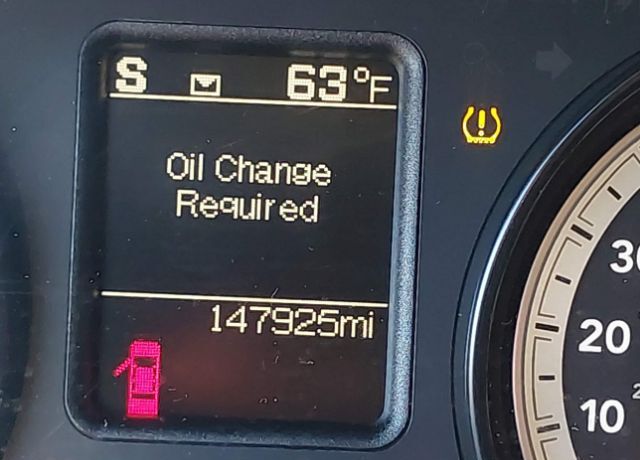 S 63°F
Oil Change
Required
147925mi
30
20
10